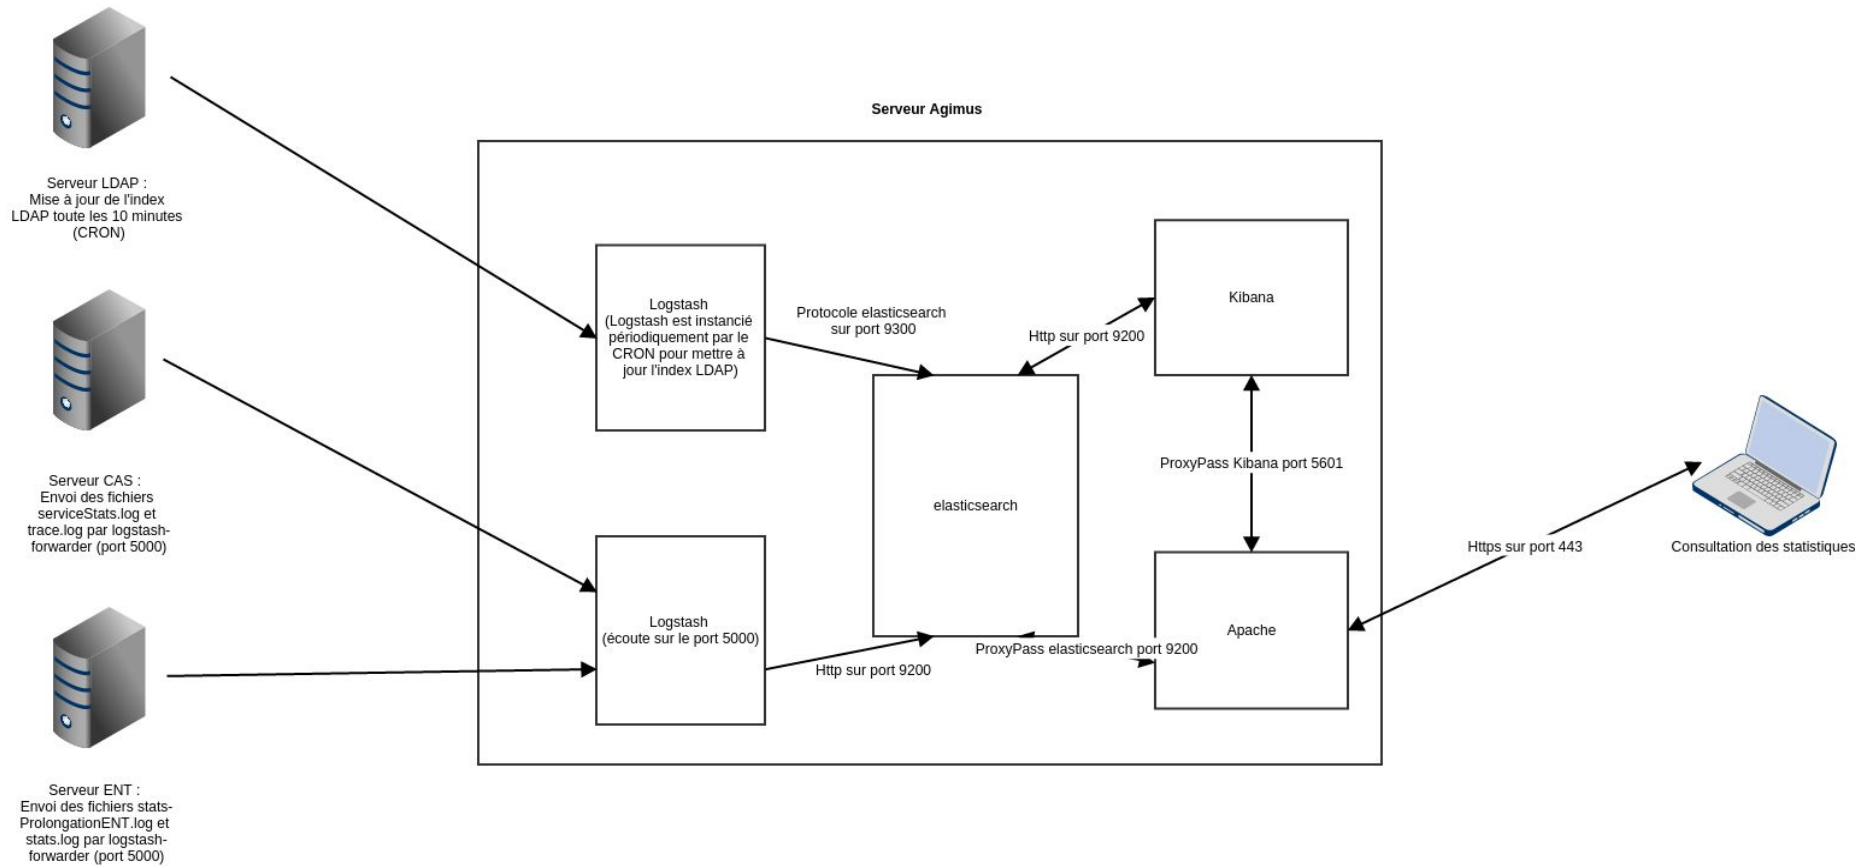 Serveur Agimus
Serveur LDAP :
Mise à jour de l'index
LDAP toute les 10 minutes
(CRON)
Logstash
(Logstash est instancié
périodiquement par le
CRON pour mettre à
jour l'index LDAP)
Protocole elasticsearch
sur port 9300
Http sur port 9200
Kibana
Serveur CAS :
Envoi des fichiers
serviceStats.log et
trace.log par logstash-
forwarder (port 5000)
elasticsearch
ProxyPass Kibana port 5601
Https sur port 443
Consultation des statistiques
Logstash
(écoute sur le port 5000)
Http sur port 9200
ProxyPass elasticsearch port 9200
Apache
Serveur ENT :
Envoi des fichiers stats-
ProlongationENT.log et
stats.log par logstash-
forwarder (port 5000)